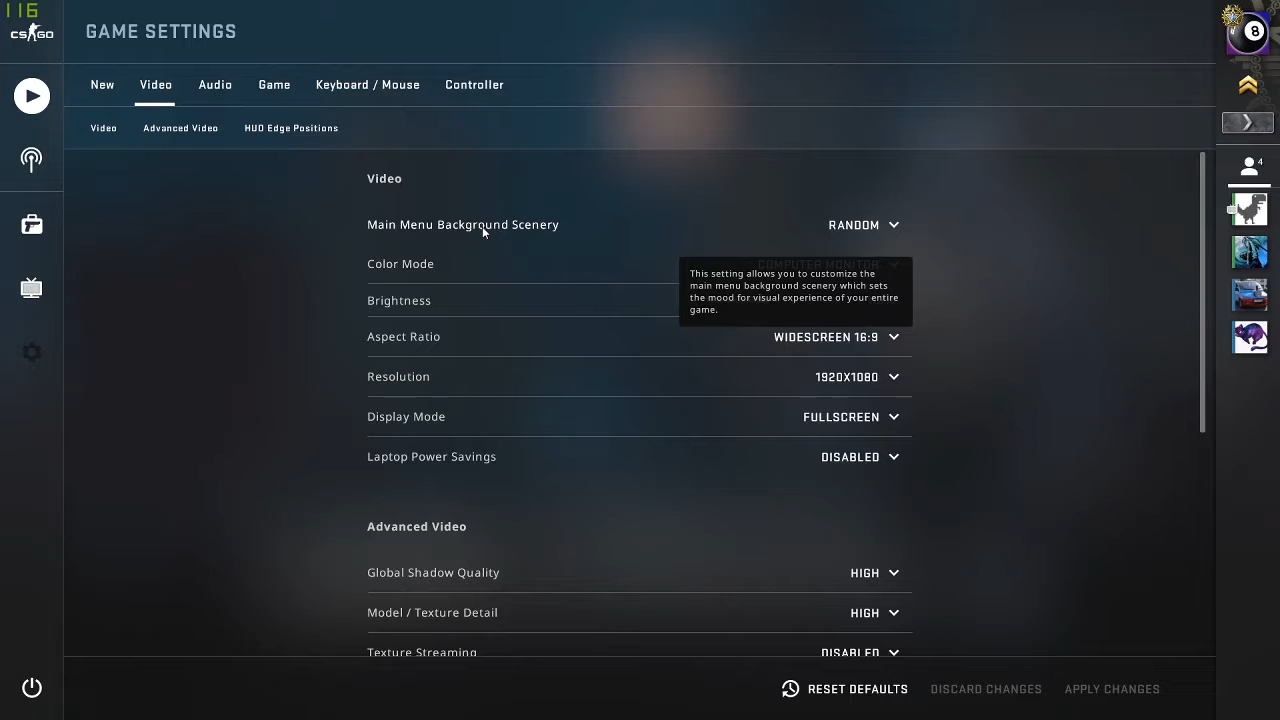 116
CS GO
GAME SETTINGS
8
New Video Audio Game Keyboard / Mouse Controller
Video Advanced Video HUD Edge Positions
4
Video
Main Menu Background Scenery RANDOM
Color Mode COMPUTER MONITOR
This setting allows you to customize the
main menu background scenery which sets
the mood for visual experience of your entire
game.
Brightness
Aspect Ratio WIDESCREEN 16:9
Resolution 1920X1080
Display Mode FULLSCREEN
Laptop Power Savings DISABLED
Advanced Video
Global Shadow Quality HIGH
Model / Texture Detail HIGH
Texture Streaming DISABLED
RESET DEFAULTS DISCARD CHANGES APPLY CHANGES